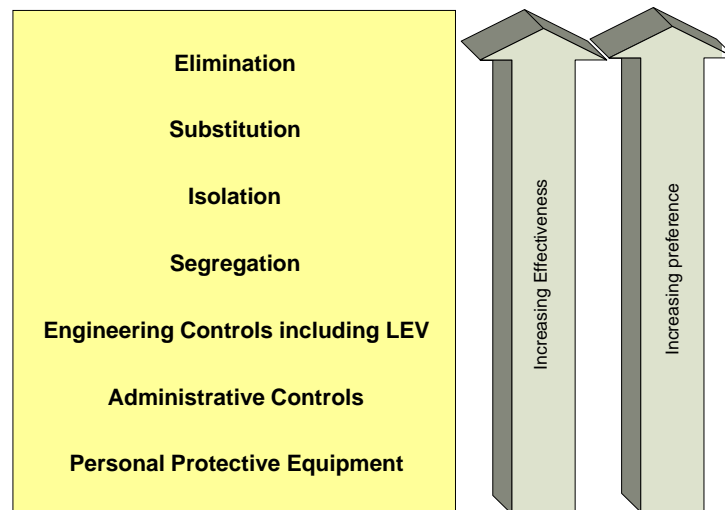 Elimination
Substitution
Isolation
Segregation
Engineering Controls including LEV
Administrative Controls
Personal Protective Equipment
Increasing Effectiveness
Increasing preference